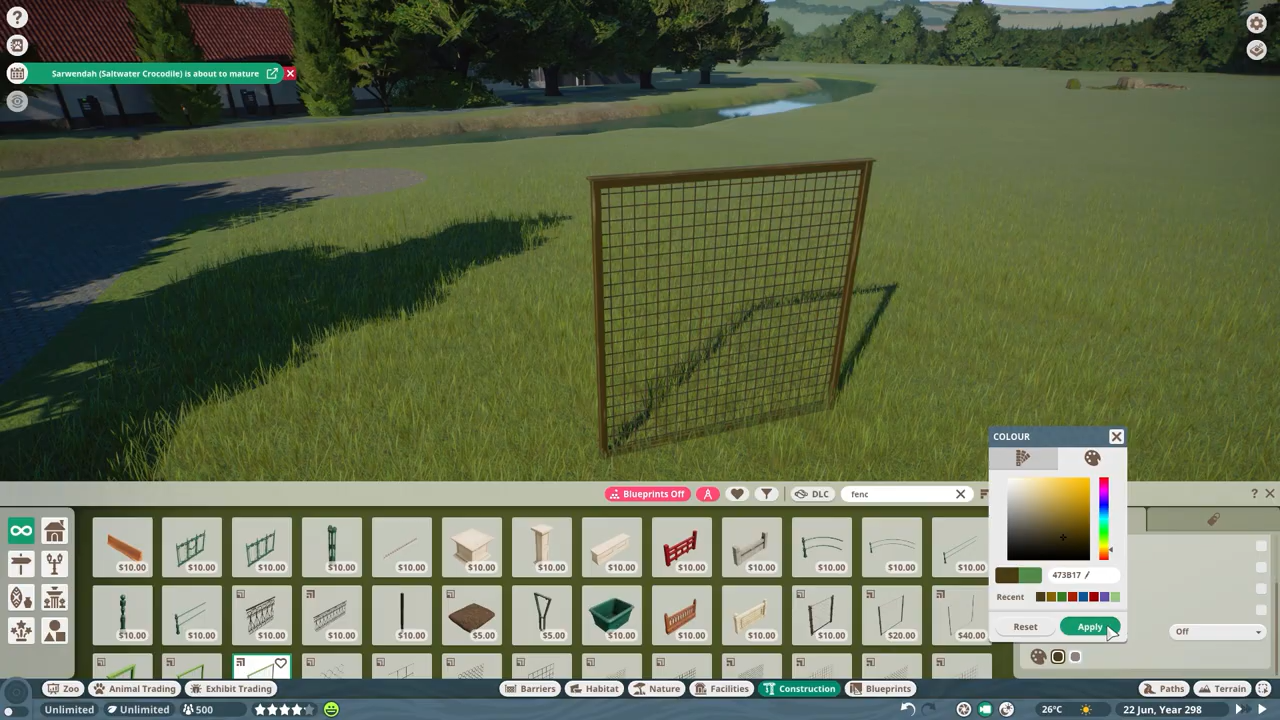 ?
Sarwendah (Saltwater Crocodile) is about to mature
COLOUR
Blueprints Off
DLC
fenc
?
473B17
Recent
Reset
Apply
Off
$10.00 $10.00 $10.00 $10.00 $10.00 $10.00 $10.00 $10.00 $10.00 $10.00 $10.00 $10.00 $10.00
$10.00 $10.00 $10.00 $10.00 $10.00 $5.00 $5.00 $10.00 $10.00 $10.00 $10.00 $20.00 $40.00
Zoo Animal Trading Exhibit Trading Barriers Habitat Nature Facilities Construction Blueprints Paths Terrain
Unlimited Unlimited 500 26°C 22 Jun, Year 298